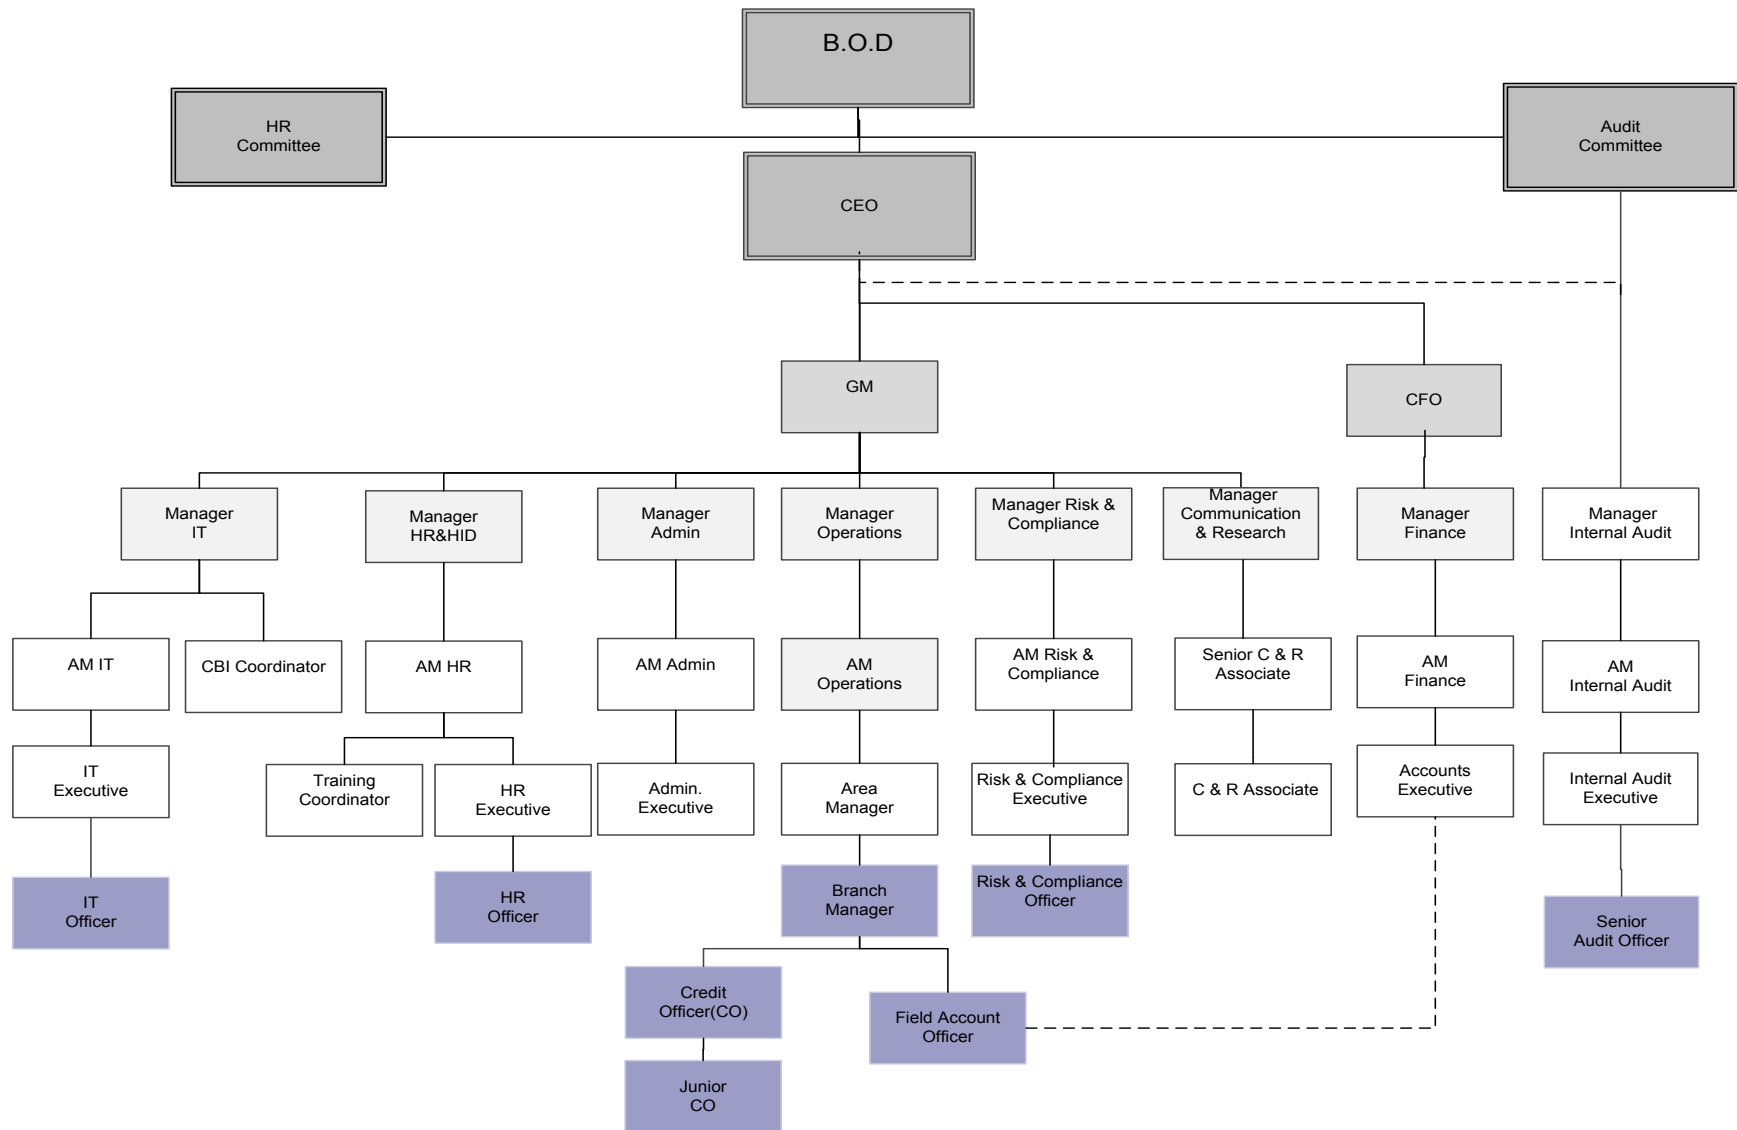 B.O.D
HR
Committee
Audit
Committee
CEO
GM
CFO
Manager
IT
Manager
HR&HID
Manager
Admin
Manager
Operations
Manager Risk &
Compliance
Manager
Communication
& Research
Manager
Finance
Manager
Internal Audit
AM IT
CBI Coordinator
AM HR
AM Admin
AM
Operations
AM Risk &
Compliance
Senior C & R
Associate
AM
Finance
AM
Internal Audit
IT
Executive
Training
Coordinator
HR
Executive
Admin.
Executive
Area
Manager
Risk & Compliance
Executive
C & R Associate
Accounts
Executive
Internal Audit
Executive
IT
Officer
HR
Officer
Branch
Manager
Risk & Compliance
Officer
Senior
Audit Officer
Credit
Officer(CO)
Field Account
Officer
Junior
CO